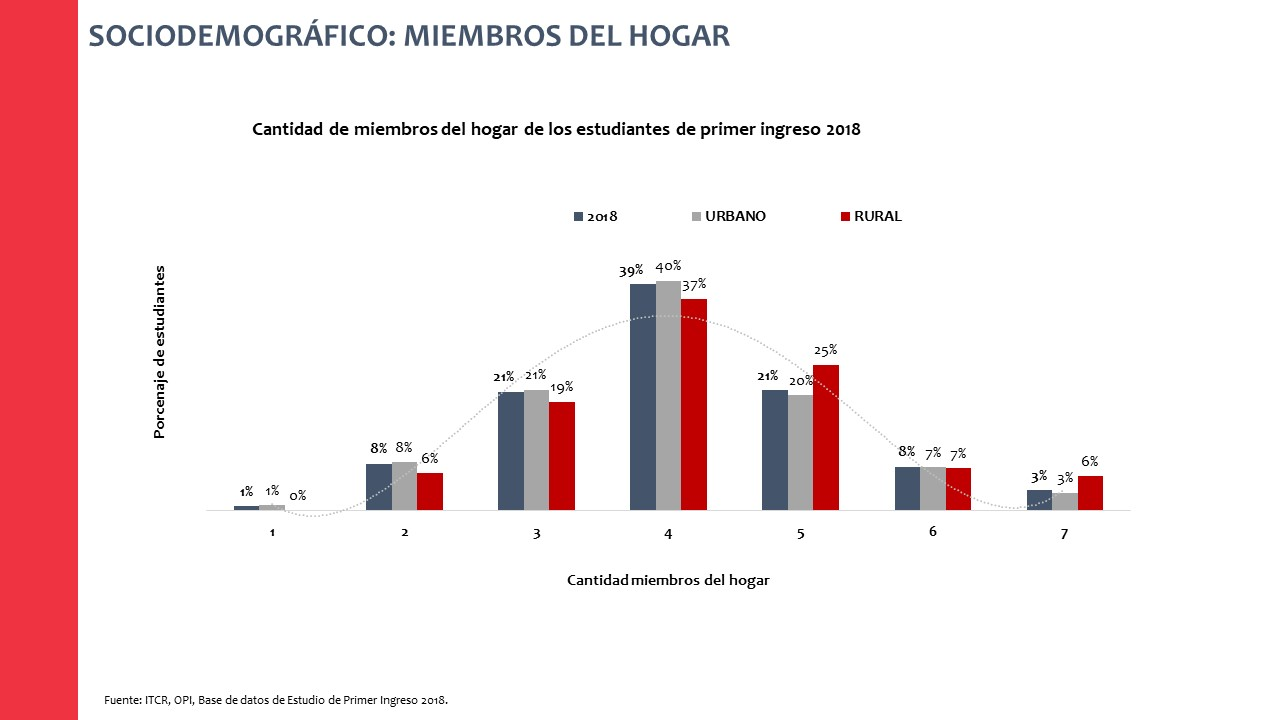 SOCIODEMOGRÁFICO: MIEMBROS DEL HOGAR
Cantidad de miembros del hogar de los estudiantes de primer ingreso 2018
2018 URBANO RURAL
Porcenaje de estudiantes
1% 1% 0%
8% 8% 6%
21% 21% 19%
39% 40% 37%
21% 20% 25%
8% 7% 7%
3% 3% 6%
1 2 3 4 5 6 7
Cantidad miembros del hogar
Fuente: ITCR, OPI, Base de datos de Estudio de Primer Ingreso 2018.